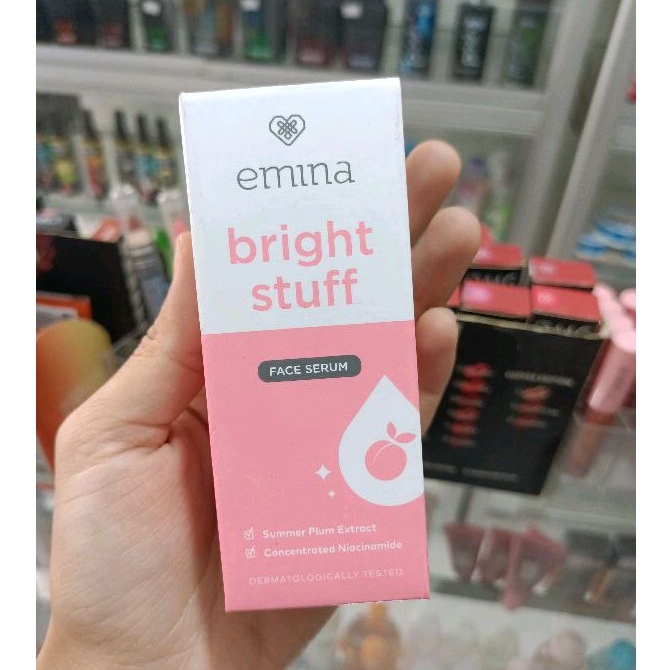 emina
bright
stuff
FACE SERUM
Summer Plum Extract
Concentrated Niacinamide
DERMATOLOGICALLY TESTED